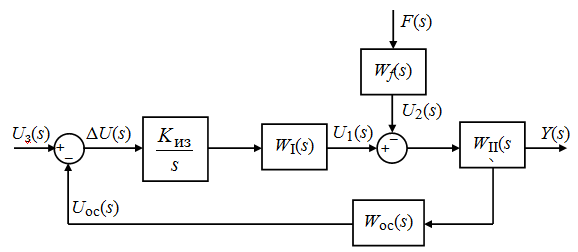 F(s)
Wf(s)
U₂(s)
Uз(s)
+
−
ΔU(s)
Kиз
s
WI(s)
U₁(s)
+
−
WII(s
Y(s)
Uос(s)
Wос(s)